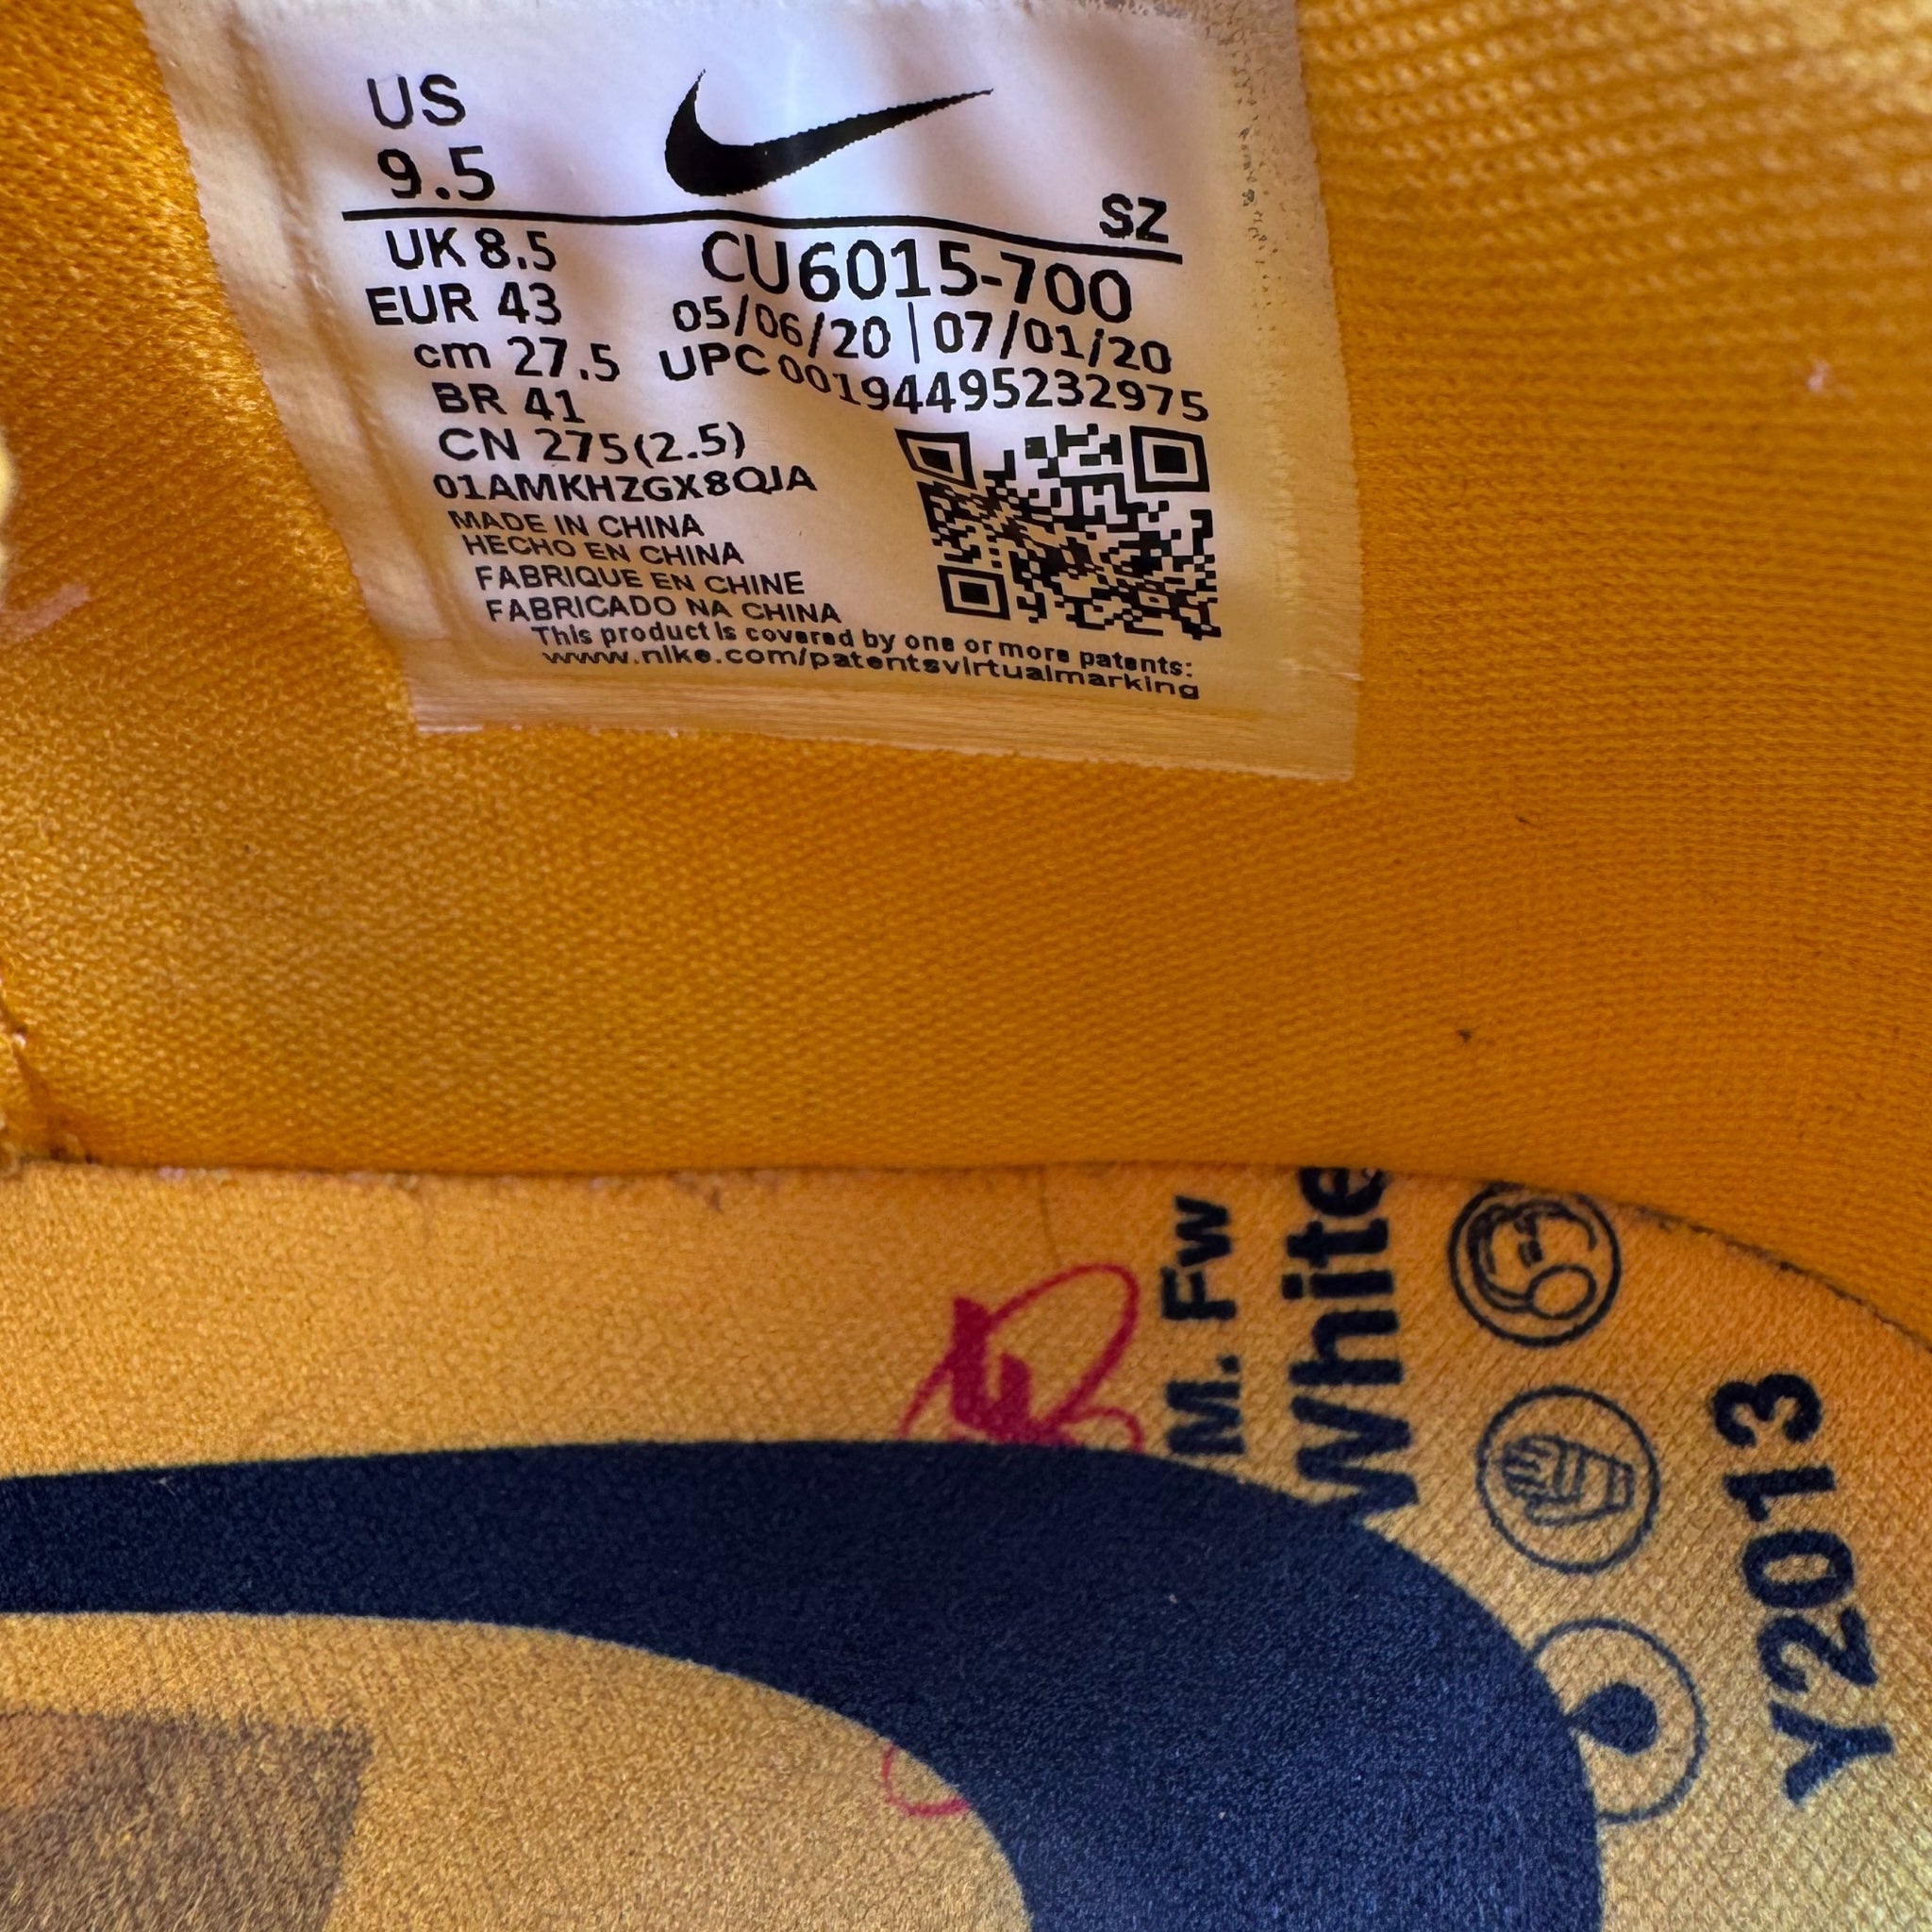 US
9.5
SZ
UK 8.5
EUR 43
cm 27.5
BR 41
CN 275(2.5)
CU6015-700
05/06/20 | 07/01/20
UPC 00194495232975
01AMKHZGX8QJA
MADE IN CHINA
HECHO EN CHINA
FABRIQUE EN CHINE
FABRICADO NA CHINA
This product is covered by one or more patents:
www.nike.com/patentsvirtualmarking
M. Fw
White
Y2013